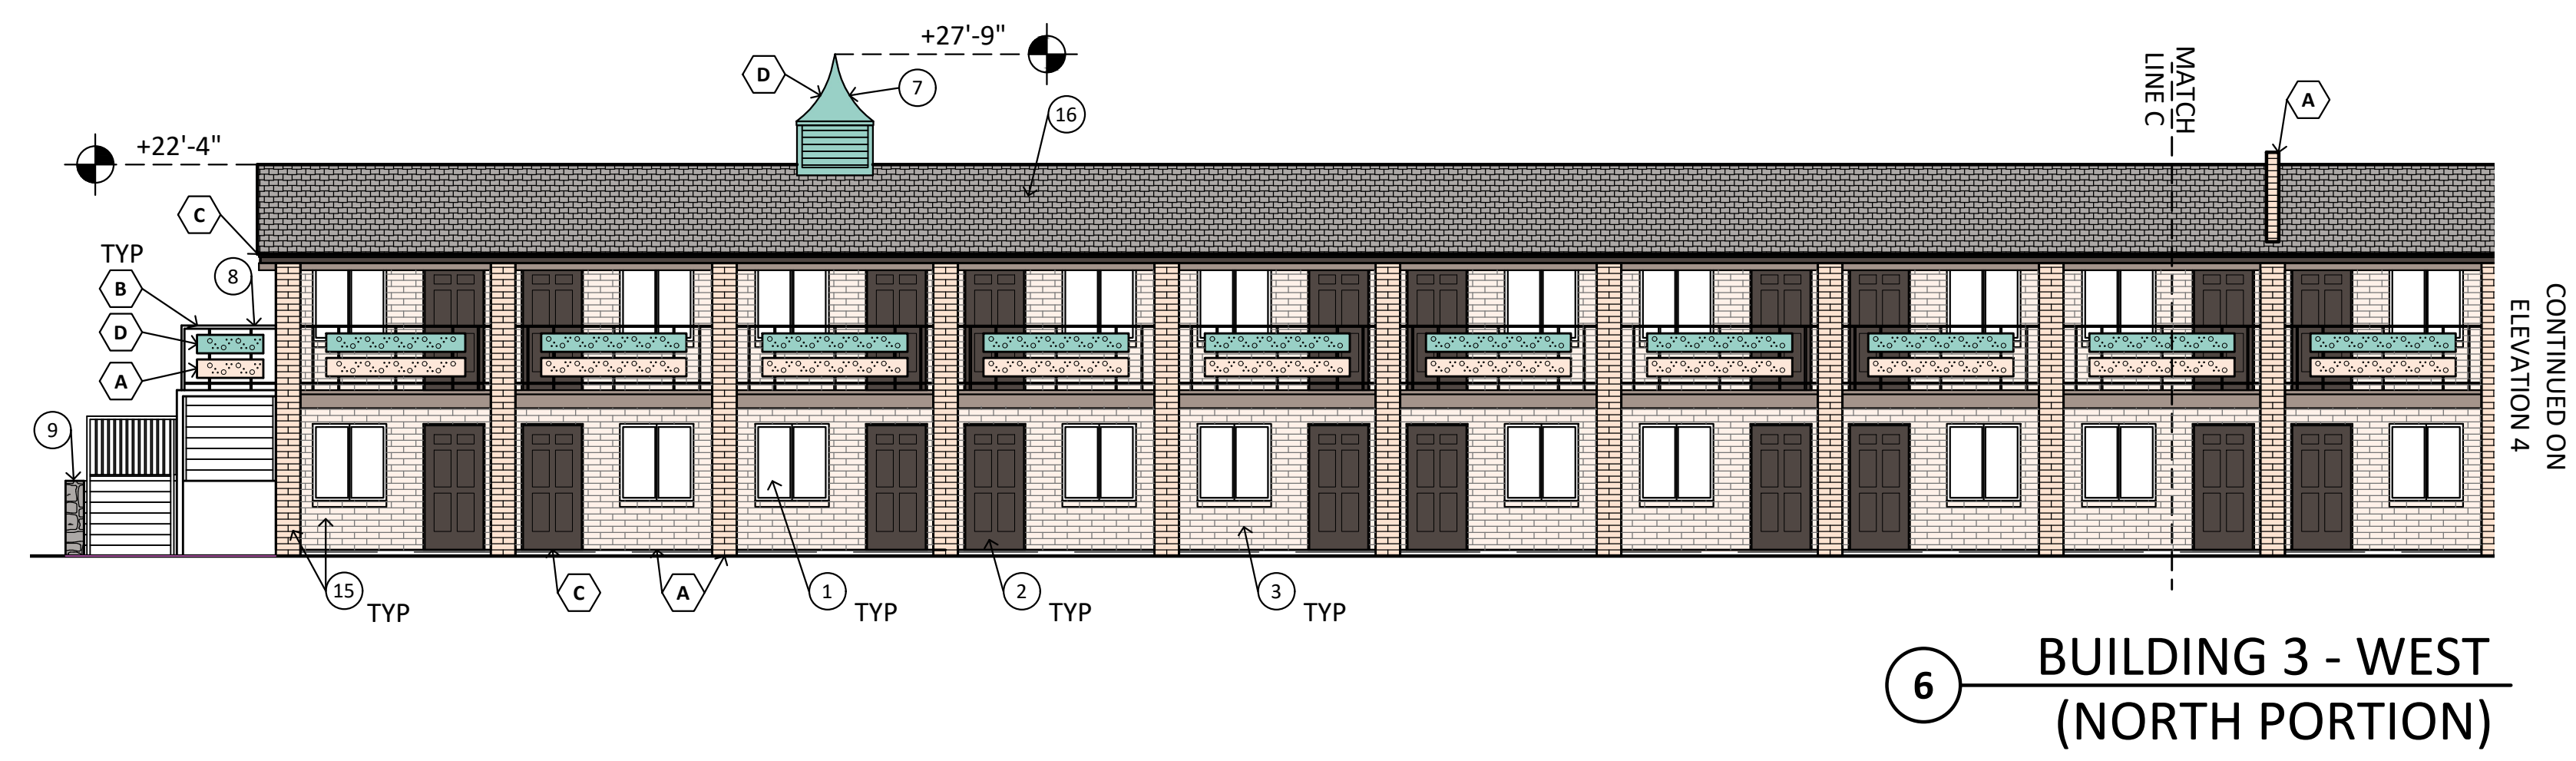 +27'-9"
D
7
16
MATCH
LINE C
A
+22'-4"
C
TYP
8
B
D
A
9
CONTINUED ON
ELEVATION 4
15 TYP
C
A
1 TYP
2 TYP
3 TYP
6
BUILDING 3 - WEST
(NORTH PORTION)